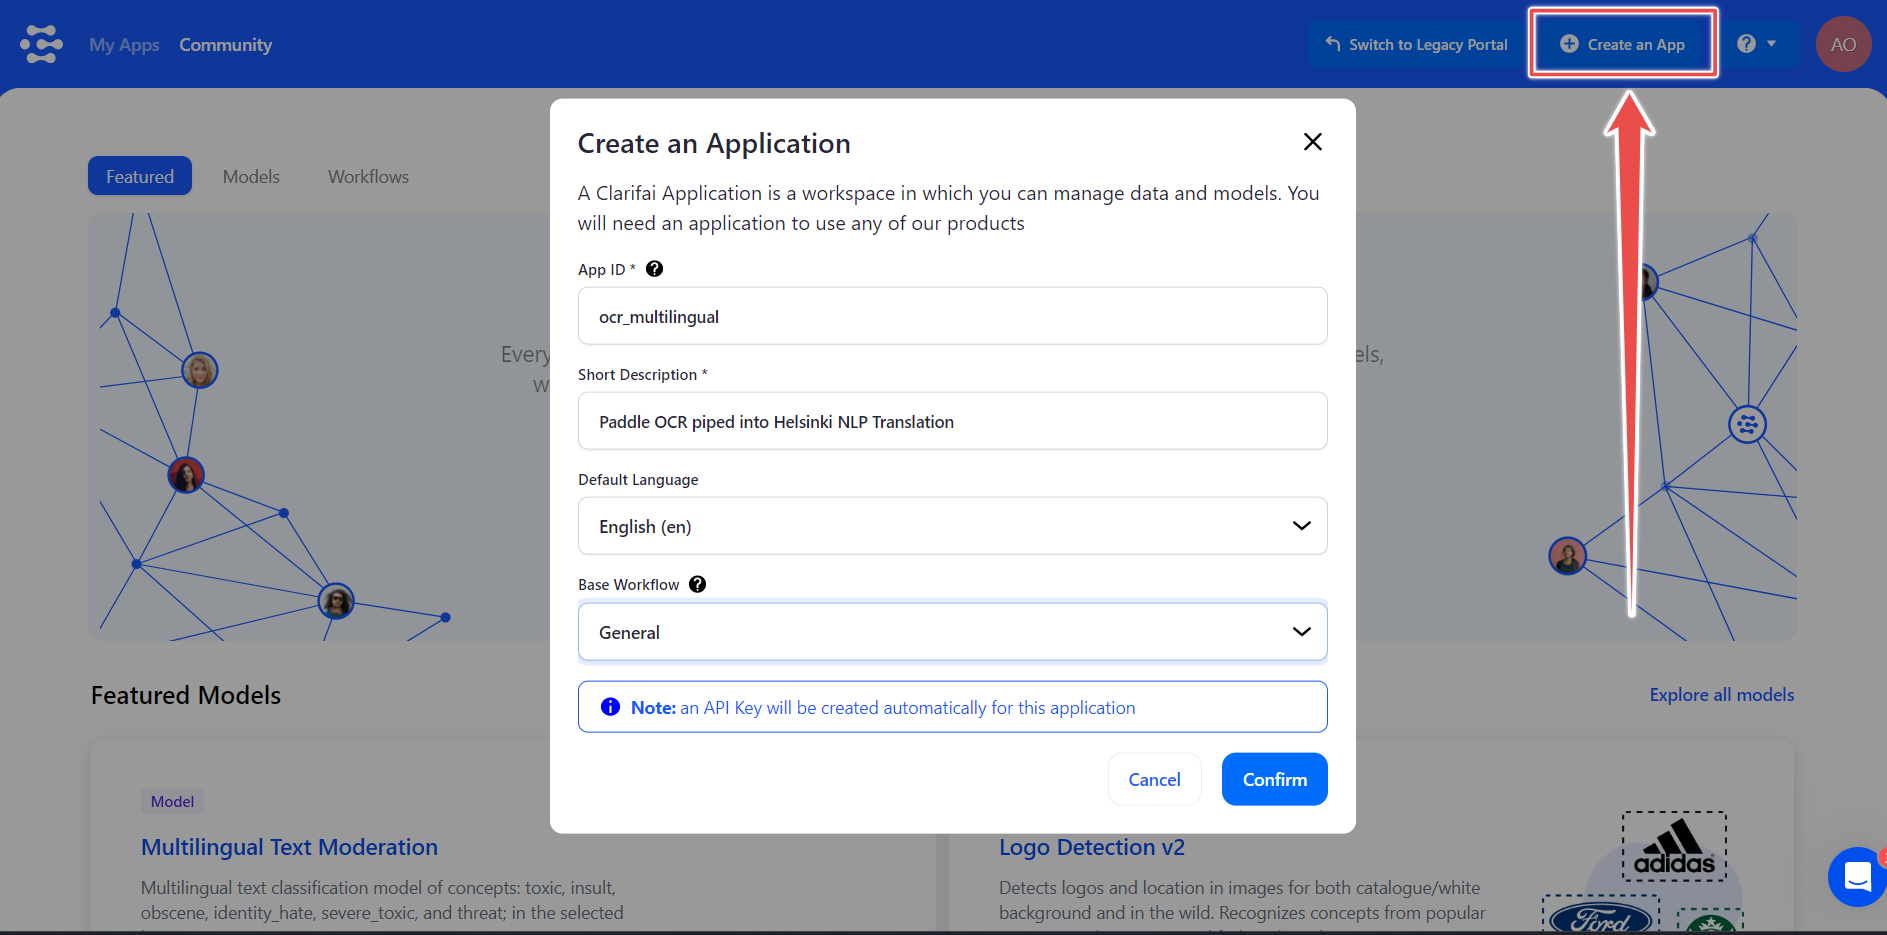 My Apps
Community
Switch to Legacy Portal
Create an App
AO
Featured
Models
Workflows
Create an Application
A Clarifai Application is a workspace in which you can manage data and models. You
will need an application to use any of our products
App ID *
ocr_multilingual
Short Description *
Paddle OCR piped into Helsinki NLP Translation
Default Language
English (en)
Base Workflow
General
Note: an API Key will be created automatically for this application
Cancel
Confirm
Every
els,
w
Featured Models
Explore all models
Model
Multilingual Text Moderation
Multilingual text classification model of concepts: toxic, insult,
obscene, identity_hate, severe_toxic, and threat; in the selected
Logo Detection v2
Detects logos and location in images for both catalogue/white
background and in the wild. Recognizes concepts from popular
adidas
Ford